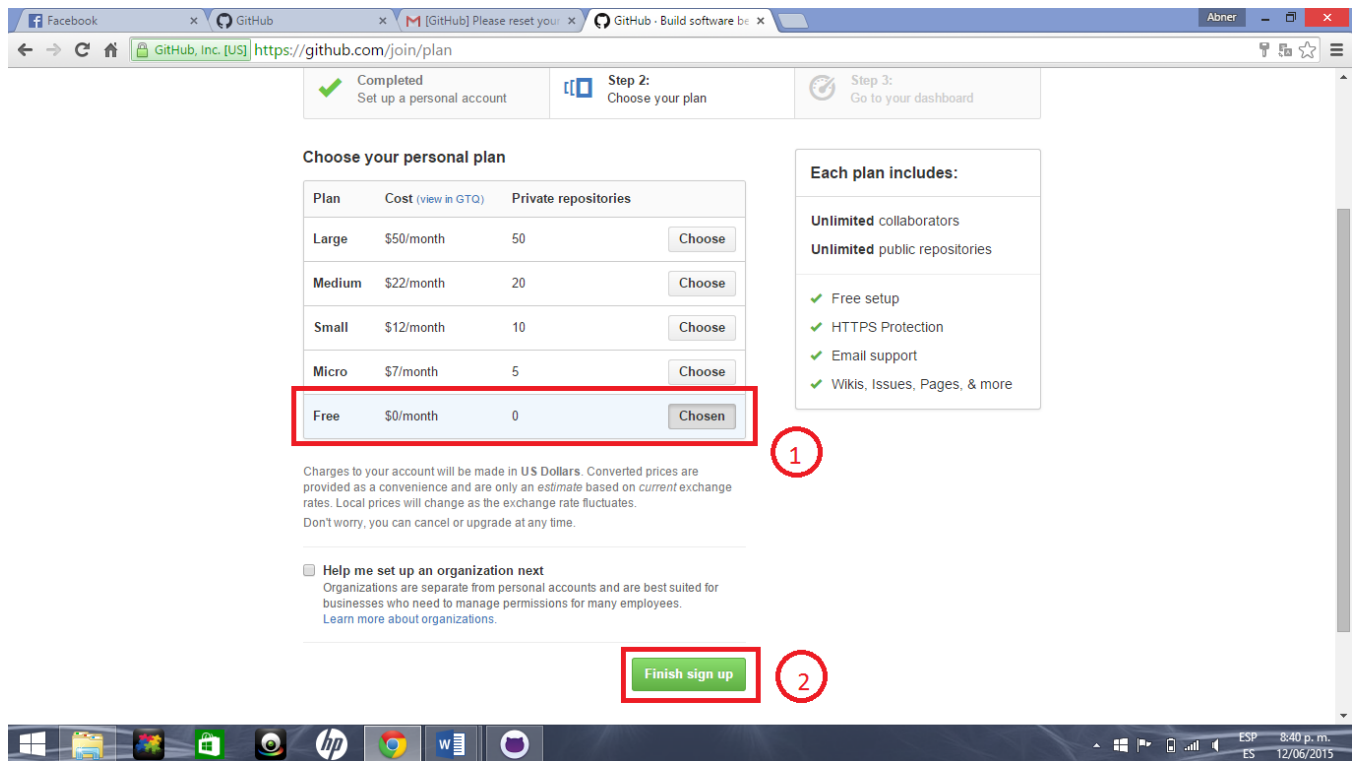 Facebook
GitHub
[GitHub] Please reset your
GitHub · Build software be
Abner
GitHub, Inc. [US] https://github.com/join/plan
Completed
Set up a personal account
Step 2:
Choose your plan
Step 3:
Go to your dashboard
Choose your personal plan
Plan Cost (view in GTQ) Private repositories
Large $50/month 50 Choose
Medium $22/month 20 Choose
Small $12/month 10 Choose
Micro $7/month 5 Choose
Free $0/month 0 Chosen
1
Charges to your account will be made in US Dollars. Converted prices are
provided as a convenience and are only an estimate based on current exchange
rates. Local prices will change as the exchange rate fluctuates.
Don't worry, you can cancel or upgrade at any time.
Help me set up an organization next
Organizations are separate from personal accounts and are best suited for
businesses who need to manage permissions for many employees.
Learn more about organizations.
Finish sign up
2
Each plan includes:
Unlimited collaborators
Unlimited public repositories
Free setup
HTTPS Protection
Email support
Wikis, Issues, Pages, & more
hp
W
ESP
ES
8:40 p. m.
12/06/2015